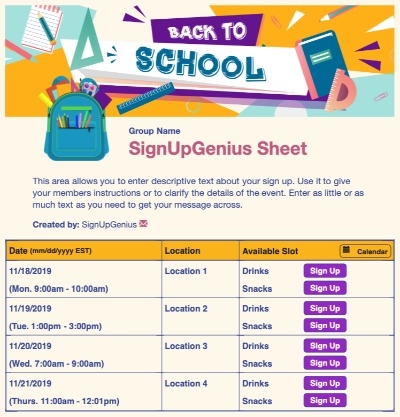 BACK TO
SCHOOL
Group Name
SignUpGenius Sheet
This area allows you to enter descriptive text about your sign up. Use it to give
your members instructions or to clarify the details of the event. Enter as little or as
much text as you need to get your message across.
Created by: SignUpGenius
Date (mm/dd/yyyy EST) Location Available Slot Calendar
11/18/2019 Location 1 Drinks Sign Up
(Mon. 9:00am - 10:00am) Snacks Sign Up
11/19/2019 Location 2 Drinks Sign Up
(Tue. 1:00pm - 3:00pm) Snacks Sign Up
11/20/2019 Location 3 Drinks Sign Up
(Wed. 7:00am - 9:00am) Snacks Sign Up
11/21/2019 Location 4 Drinks Sign Up
(Thurs. 11:00am - 12:01pm) Snacks Sign Up